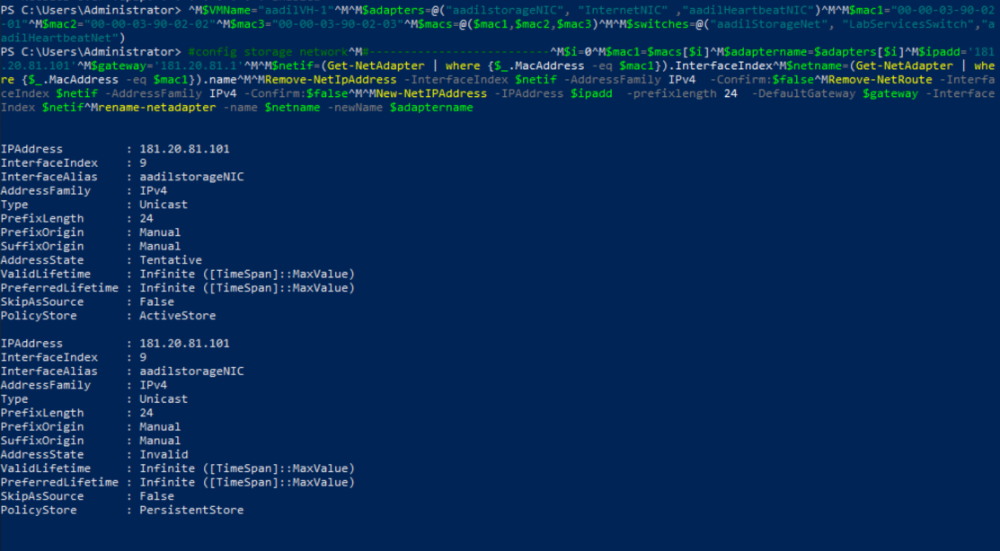 PS C:\Users\Administrator> ^M$VMName="aadilVH-1"^M^M$adapters=@("aadilstorageNIC", "InternetNIC" ,"aadilHeartbeatNIC")^M^M$mac1="00-00-03-90-02
-01"^M$mac2="00-00-03-90-02-02"^M$mac3="00-00-03-90-02-03"^M$macs=@($mac1,$mac2,$mac3)^M^M$switches=@("aadilStorageNet", "LabServicesSwitch","a
adilHeartbeatNet")
PS C:\Users\Administrator> #config storage network^M#----------------------------^M$i=0^M$mac1=$macs[$i]^M$adaptername=$adapters[$i]^M$ipadd='181
.20.81.101'^M$gateway='181.20.81.1'^M^M$netif=(Get-NetAdapter | where {$_.MacAddress -eq $mac1}).InterfaceIndex^M$netname=(Get-NetAdapter | whe
re {$_.MacAddress -eq $mac1}).name^M^MRemove-NetIpAddress -InterfaceIndex $netif -AddressFamily IPv4  -Confirm:$false^MRemove-NetRoute -Interfa
ceIndex $netif -AddressFamily IPv4 -Confirm:$false^M^MNew-NetIPAddress -IPAddress $ipadd  -prefixlength 24  -DefaultGateway $gateway -Interface
Index $netif^Mrename-netadapter -name $netname -newName $adaptername
IPAddress         : 181.20.81.101
InterfaceIndex    : 9
InterfaceAlias    : aadilstorageNIC
AddressFamily     : IPv4
Type              : Unicast
PrefixLength      : 24
PrefixOrigin      : Manual
SuffixOrigin      : Manual
AddressState      : Tentative
ValidLifetime     : Infinite ([TimeSpan]::MaxValue)
PreferredLifetime : Infinite ([TimeSpan]::MaxValue)
SkipAsSource      : False
PolicyStore       : ActiveStore
IPAddress         : 181.20.81.101
InterfaceIndex    : 9
InterfaceAlias    : aadilstorageNIC
AddressFamily     : IPv4
Type              : Unicast
PrefixLength      : 24
PrefixOrigin      : Manual
SuffixOrigin      : Manual
AddressState      : Invalid
ValidLifetime     : Infinite ([TimeSpan]::MaxValue)
PreferredLifetime : Infinite ([TimeSpan]::MaxValue)
SkipAsSource      : False
PolicyStore       : PersistentStore